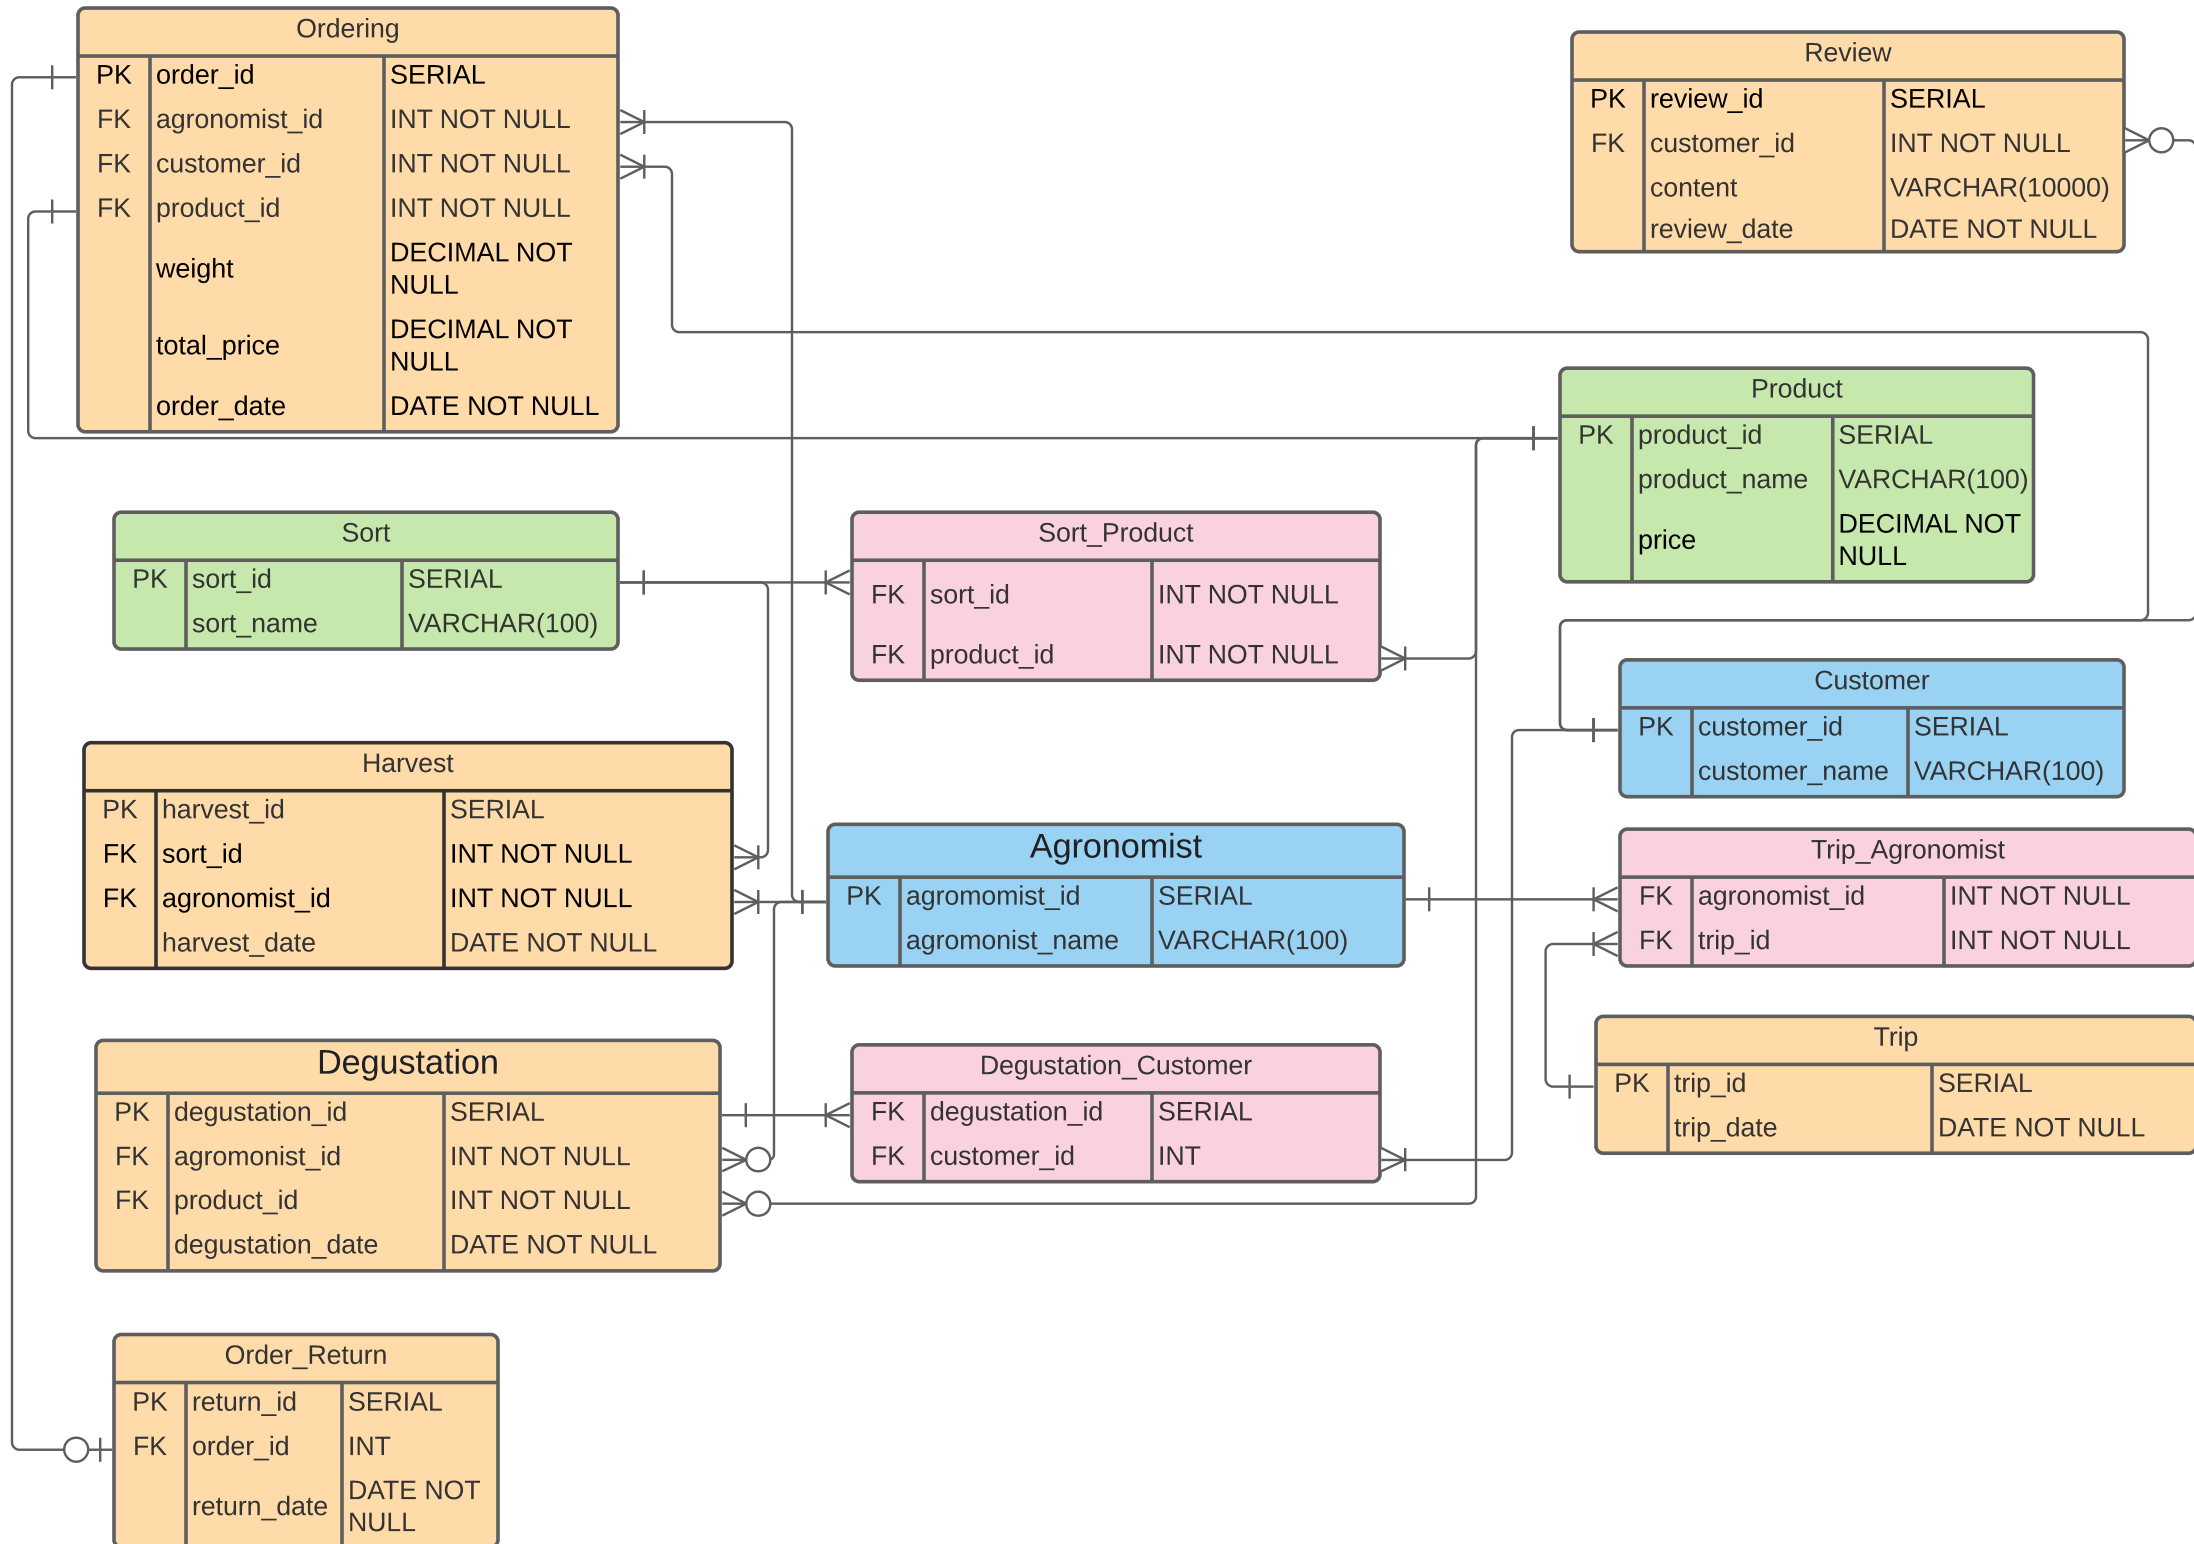 Ordering
PK order_id SERIAL
FK agronomist_id INT NOT NULL
FK customer_id INT NOT NULL
FK product_id INT NOT NULL
weight DECIMAL NOT
NULL
total_price DECIMAL NOT
NULL
order_date DATE NOT NULL
Review
PK review_id SERIAL
FK customer_id INT NOT NULL
content VARCHAR(10000)
review_date DATE NOT NULL
Product
PK product_id SERIAL
product_name VARCHAR(100)
price DECIMAL NOT
NULL
Sort
PK sort_id SERIAL
sort_name VARCHAR(100)
Sort_Product
FK sort_id INT NOT NULL
FK product_id INT NOT NULL
Customer
PK customer_id SERIAL
customer_name VARCHAR(100)
Harvest
PK harvest_id SERIAL
FK sort_id INT NOT NULL
FK agronomist_id INT NOT NULL
harvest_date DATE NOT NULL
Agronomist
PK agromomist_id SERIAL
agromonist_name VARCHAR(100)
Trip_Agronomist
FK agronomist_id INT NOT NULL
FK trip_id INT NOT NULL
Degustation
PK degustation_id SERIAL
FK agromonist_id INT NOT NULL
FK product_id INT NOT NULL
degustation_date DATE NOT NULL
Degustation_Customer
FK degustation_id SERIAL
FK customer_id INT
Trip
PK trip_id SERIAL
trip_date DATE NOT NULL
Order_Return
PK return_id SERIAL
FK order_id INT
return_date DATE NOT
NULL